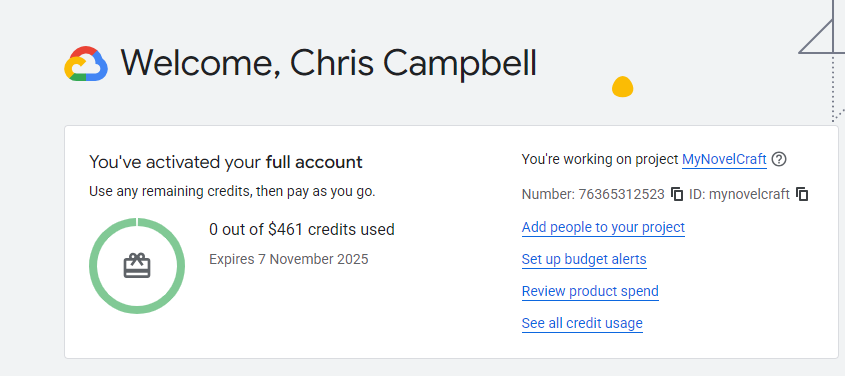 Welcome, Chris Campbell
You've activated your full account
Use any remaining credits, then pay as you go.
0 out of $461 credits used
Expires 7 November 2025
You're working on project MyNovelCraft
Number: 76365312523 ID: mynovelcraft
Add people to your project
Set up budget alerts
Review product spend
See all credit usage